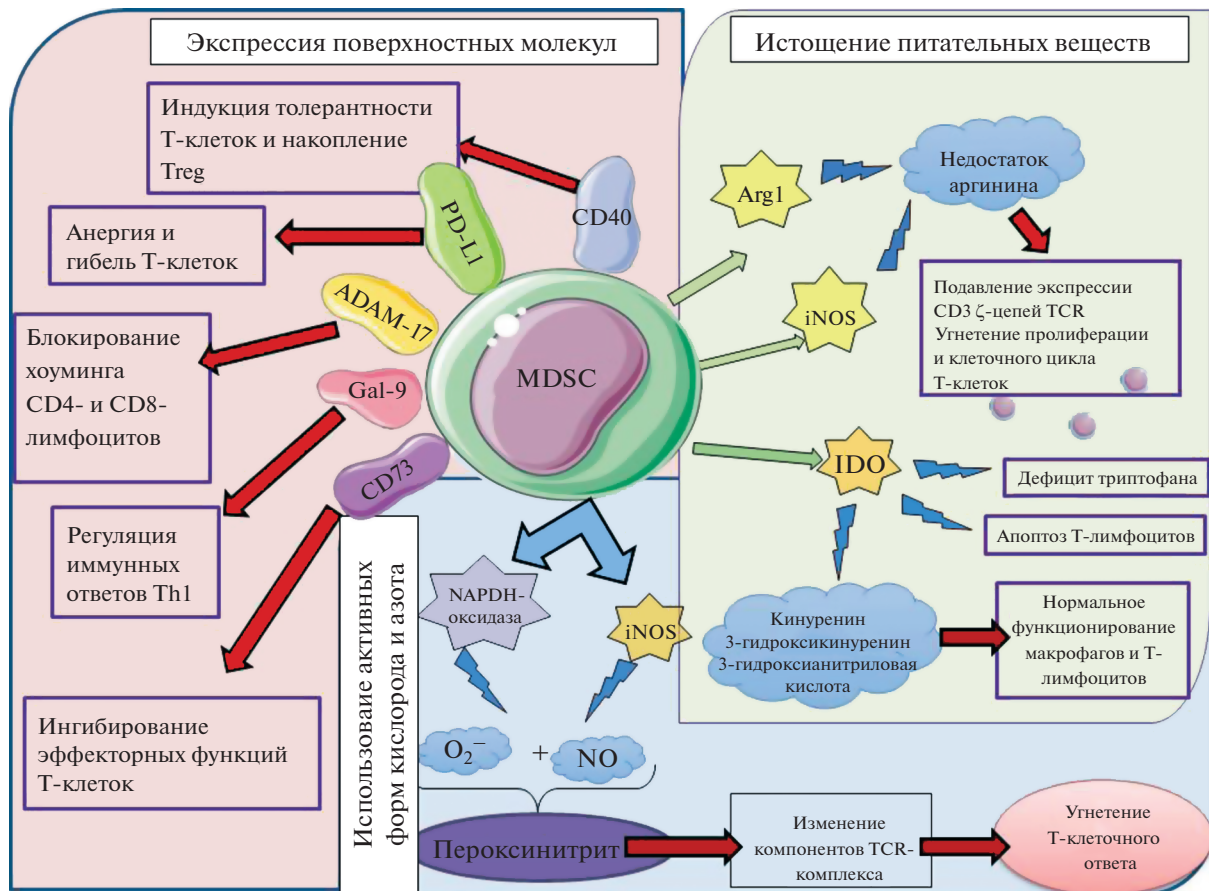 Экспрессия поверхностных молекул
Индукция толерантности
Т-клеток и накопление
Treg
CD40
PD-L1
Анергия и
гибель Т-клеток
ADAM-17
Блокирование
хоуминга
CD4- и CD8-
лимфоцитов
Gal-9
CD73
Регуляция
иммунных
ответов Th1
Ингибирование
эффекторных функций
Т-клеток
MDSC
Истощение питательных веществ
Arg1
Недостаток
аргинина
iNOS
Подавление экспрессии
CD3 ζ-цепей TCR
Угнетение пролиферации
и клеточного цикла
Т-клеток
IDO
Дефицит триптофана
Апоптоз Т-лимфоцитов
Кинуренин
3-гидроксикинуренин
3-гидроксианитриловая
кислота
Нормальное
функционирование
макрофагов и Т-
лимфоцитов
Использоваие активных
форм кислорода и азота
NAPDH-
оксидаза
iNOS
O₂⁻ + NO
Пероксинитрит
Изменение
компонентов TCR-
комплекса
Угнетение
Т-клеточного
ответа